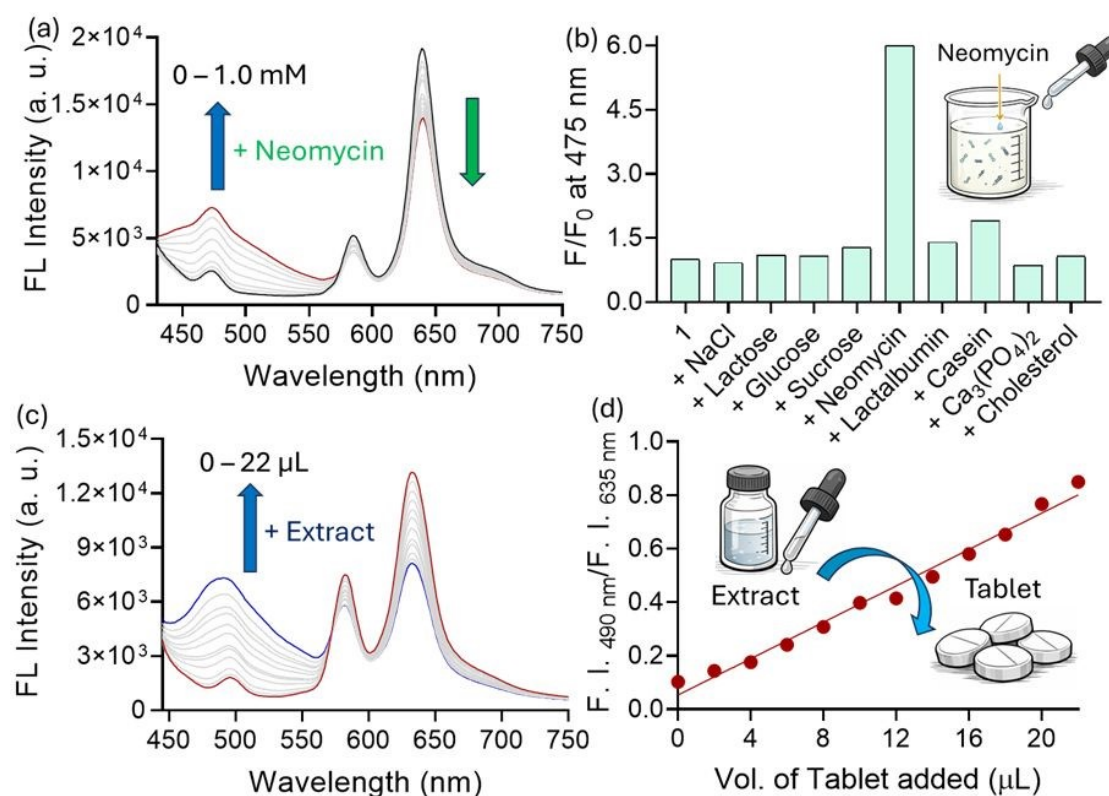 (a)
FL Intensity (a. u.)
2×10⁴
1.5×10⁴
1×10⁴
5×10³
0
0 – 1.0 mM
+ Neomycin
450 500 550 600 650 700 750
Wavelength (nm)
(b)
F/F₀ at 475 nm
6.0
4.5
3.0
1.5
0.0
Neomycin
1
+ NaCl
+ Lactose
+ Glucose
+ Sucrose
+ Neomycin
+ Lactalbumin
+ Casein
+ Ca₃(PO₄)₂
+ Cholesterol
(c)
FL Intensity (a. u.)
1.5×10⁴
1.2×10⁴
9×10³
6×10³
3×10³
0
0 – 22 µL
+ Extract
450 500 550 600 650 700 750
Wavelength (nm)
(d)
F. I. 490 nm/F. I. 635 nm
1.0
0.8
0.6
0.4
0.2
0.0
Extract
Tablet
0 4 8 12 16 20
Vol. of Tablet added (µL)